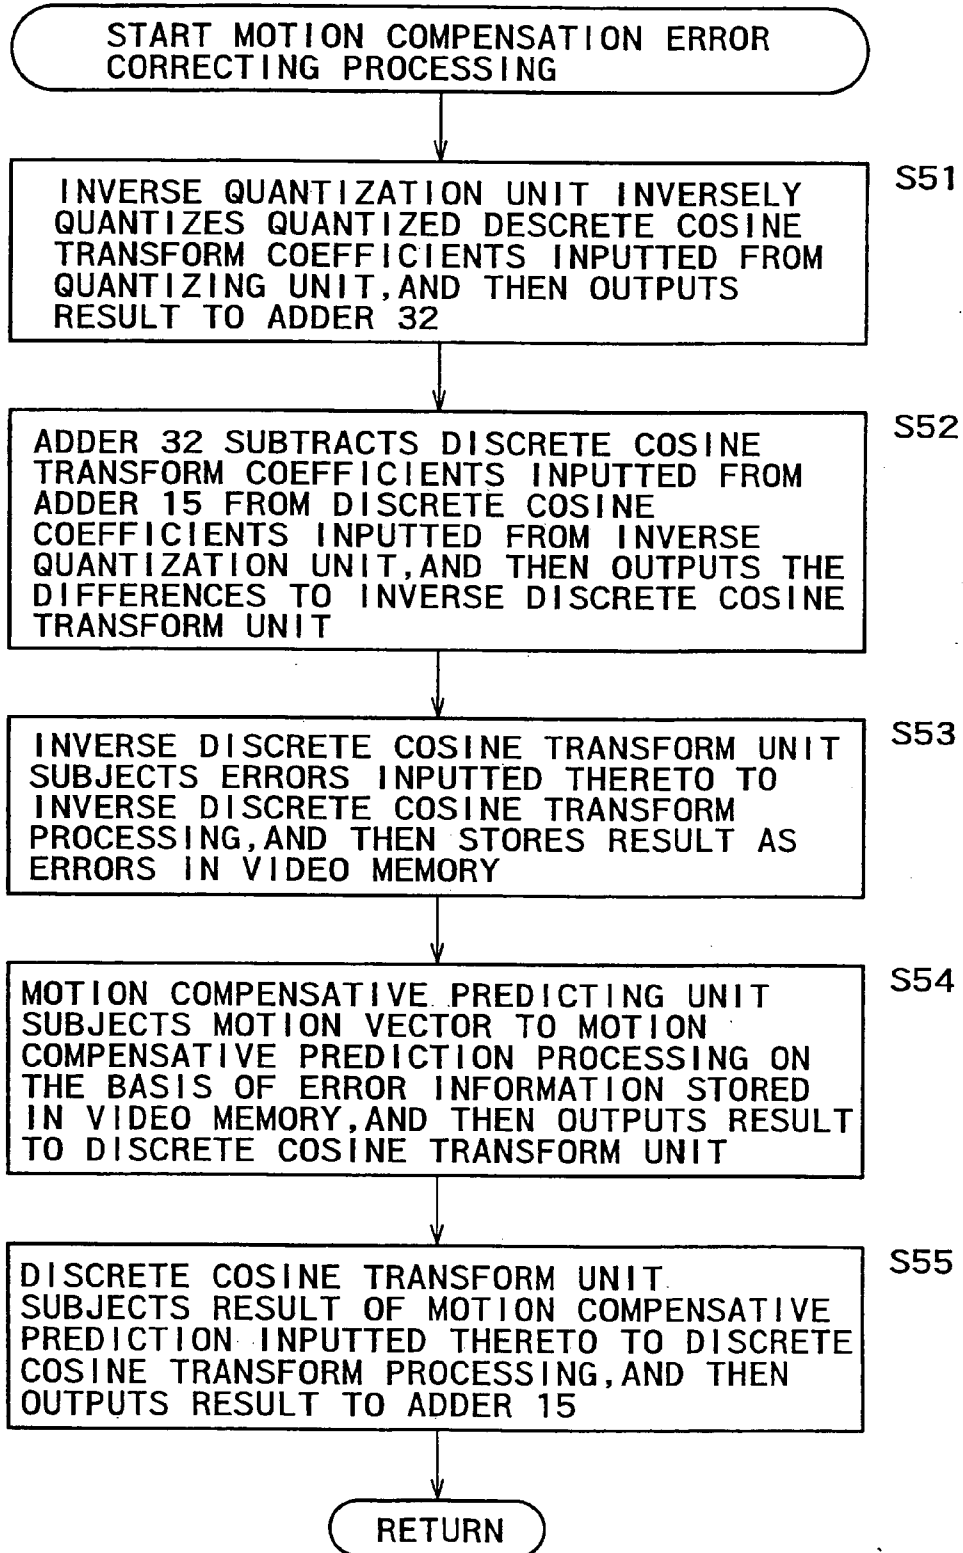 START MOTION COMPENSATION ERROR
CORRECTING PROCESSING
S51
INVERSE QUANTIZATION UNIT INVERSELY
QUANTIZES QUANTIZED DESCRETE COSINE
TRANSFORM COEFFICIENTS INPUTTED FROM
QUANTIZING UNIT,AND THEN OUTPUTS
RESULT TO ADDER 32
S52
ADDER 32 SUBTRACTS DISCRETE COSINE
TRANSFORM COEFFICIENTS INPUTTED FROM
ADDER 15 FROM DISCRETE COSINE
COEFFICIENTS INPUTTED FROM INVERSE
QUANTIZATION UNIT,AND THEN OUTPUTS THE
DIFFERENCES TO INVERSE DISCRETE COSINE
TRANSFORM UNIT
S53
INVERSE DISCRETE COSINE TRANSFORM UNIT
SUBJECTS ERRORS INPUTTED THERETO TO
INVERSE DISCRETE COSINE TRANSFORM
PROCESSING,AND THEN STORES RESULT AS
ERRORS IN VIDEO MEMORY
S54
MOTION COMPENSATIVE PREDICTING UNIT
SUBJECTS MOTION VECTOR TO MOTION
COMPENSATIVE PREDICTION PROCESSING ON
THE BASIS OF ERROR INFORMATION STORED
IN VIDEO MEMORY,AND THEN OUTPUTS RESULT
TO DISCRETE COSINE TRANSFORM UNIT
S55
DISCRETE COSINE TRANSFORM UNIT
SUBJECTS RESULT OF MOTION COMPENSATIVE
PREDICTION INPUTTED THERETO TO DISCRETE
COSINE TRANSFORM PROCESSING,AND THEN
OUTPUTS RESULT TO ADDER 15
RETURN